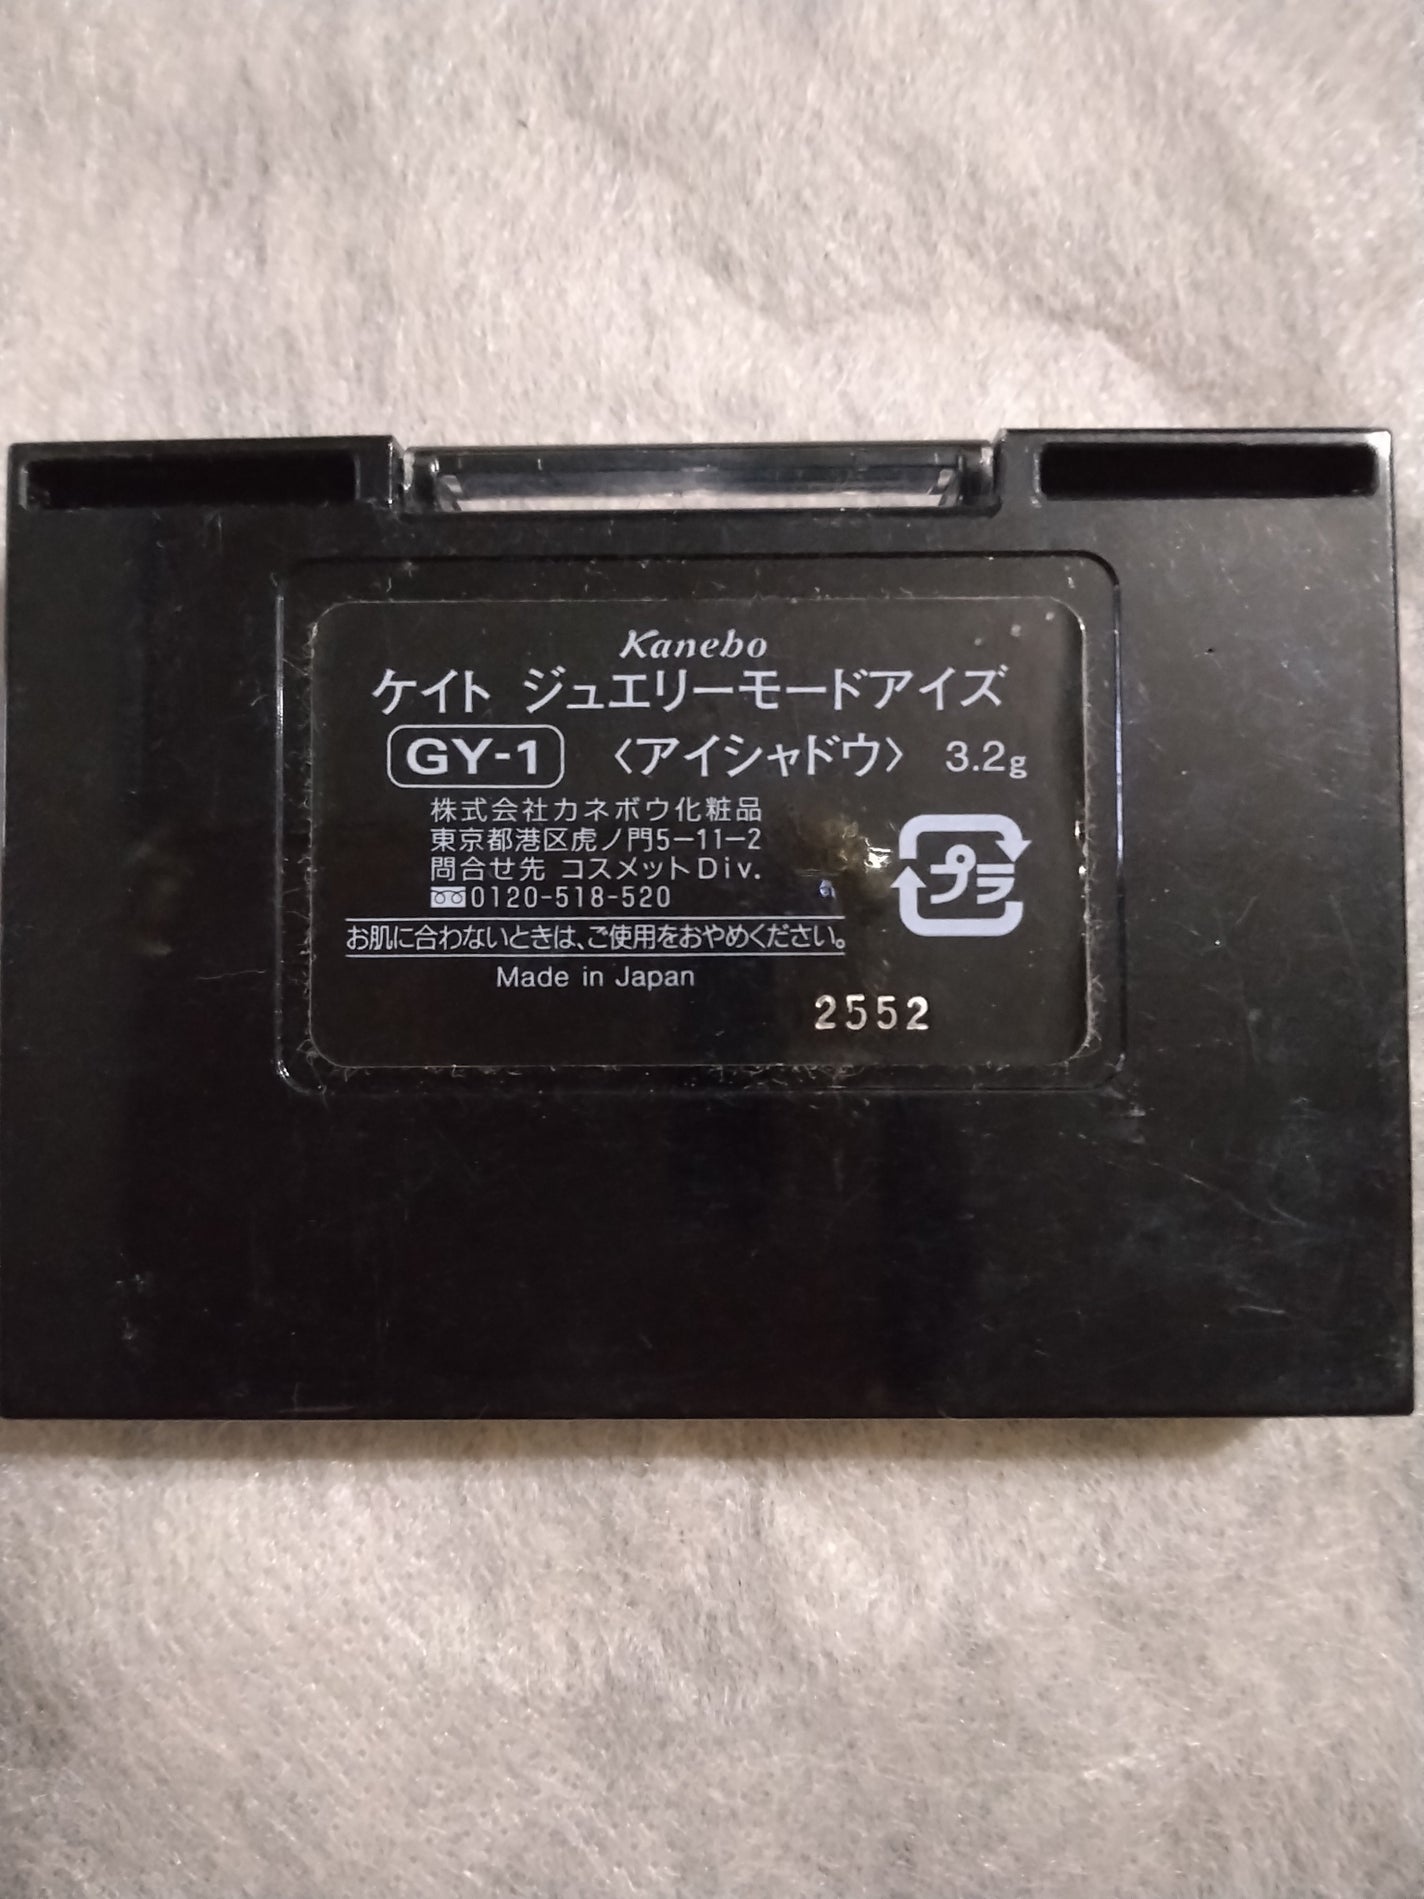 Kanebo
ケイト ジュエリーモードアイズ
GY-1 〈アイシャドウ〉 3.2g
株式会社カネボウ化粧品
東京都港区虎ノ門5-11-2
問合せ先 コスメットDiv.
0120-518-520
プラ
お肌に合わないときは、ご使用をおやめください。
Made in Japan
2552